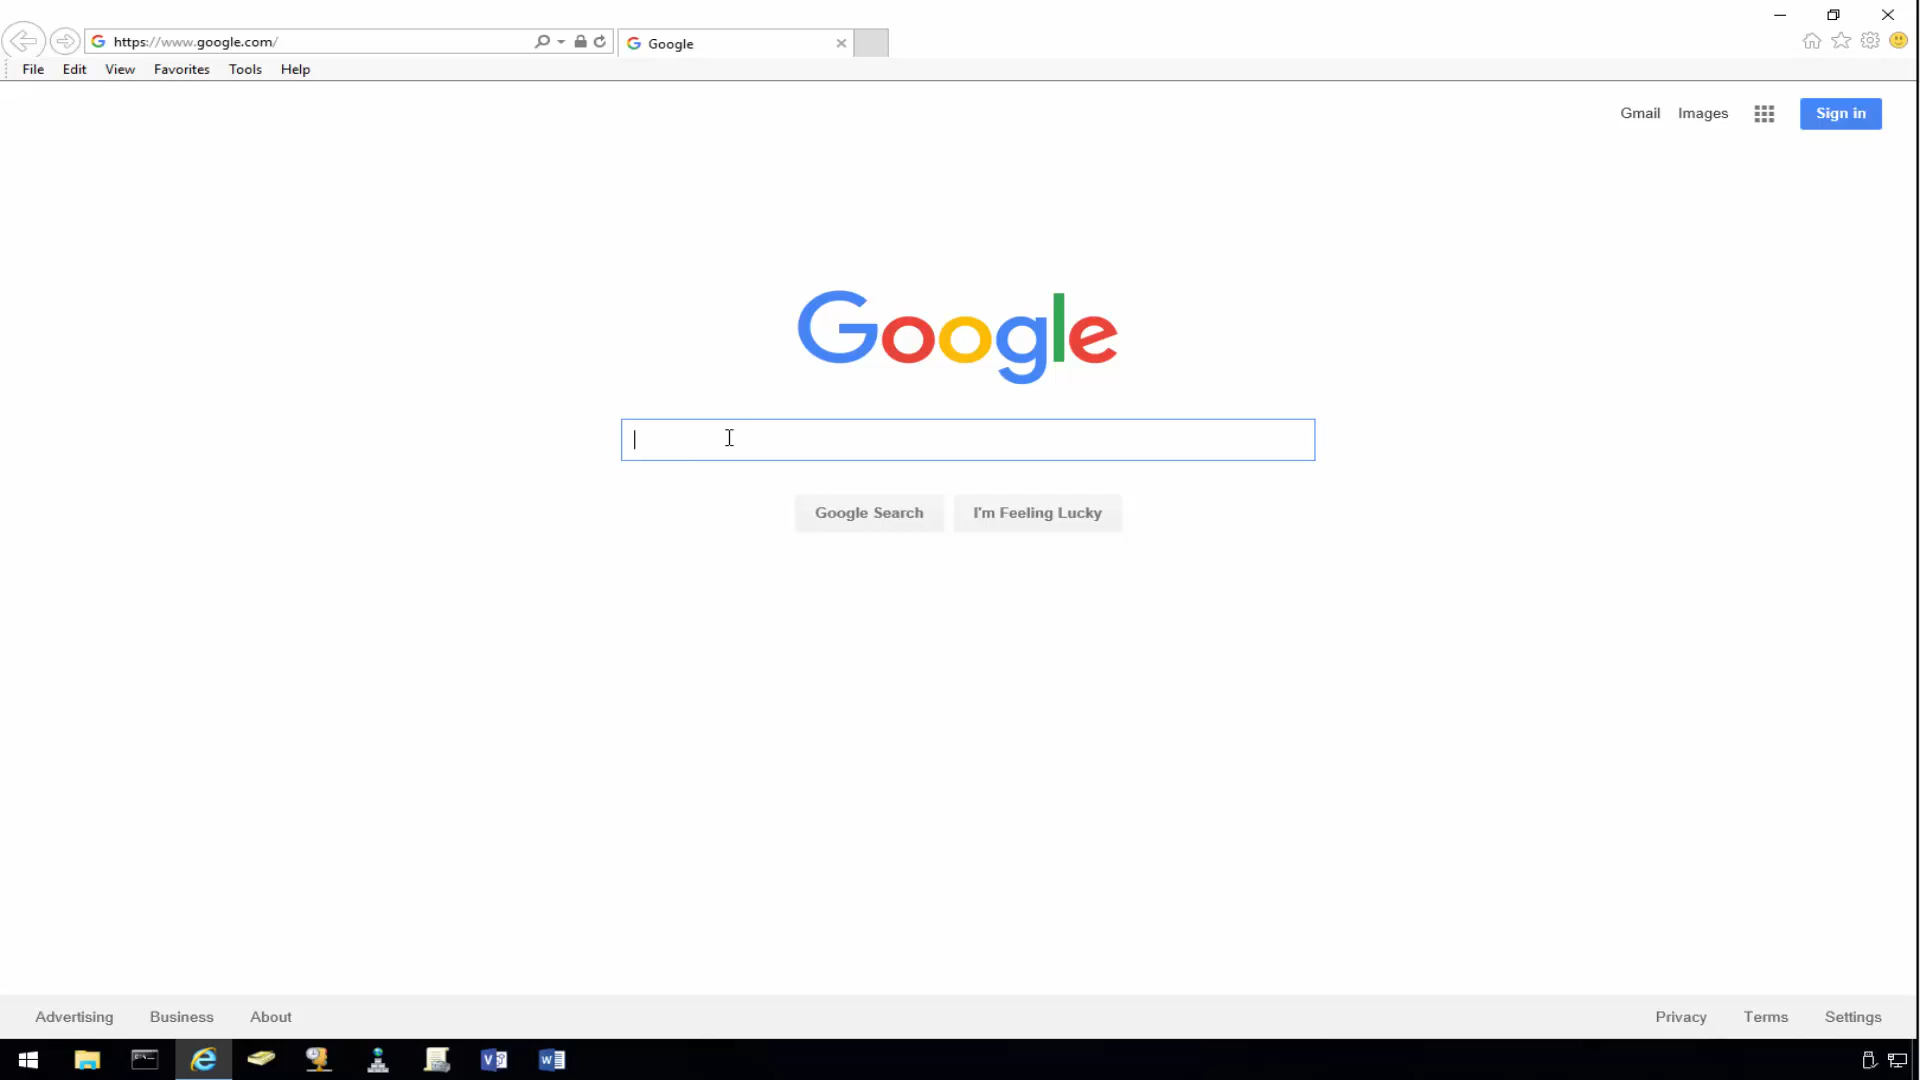 https://www.google.com/
Google
File Edit View Favorites Tools Help
Gmail Images Sign in
Google
Google Search I'm Feeling Lucky
Advertising Business About Privacy Terms Settings